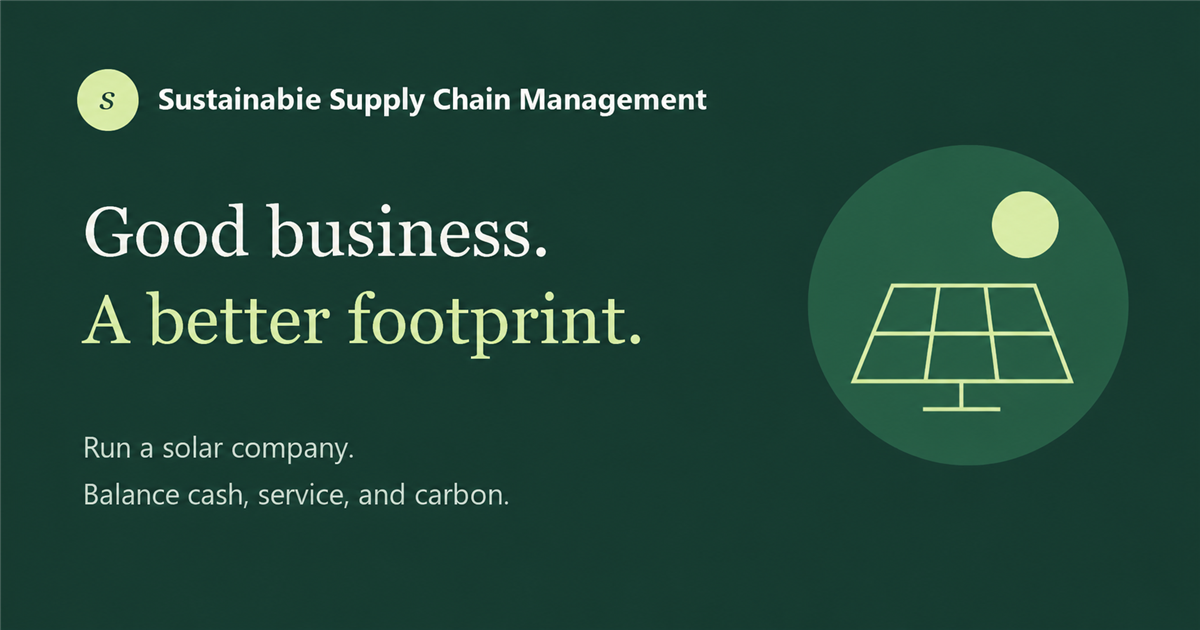 s
Sustainabie Supply Chain Management
Good business.
A better footprint.
Run a solar company.
Balance cash, service, and carbon.